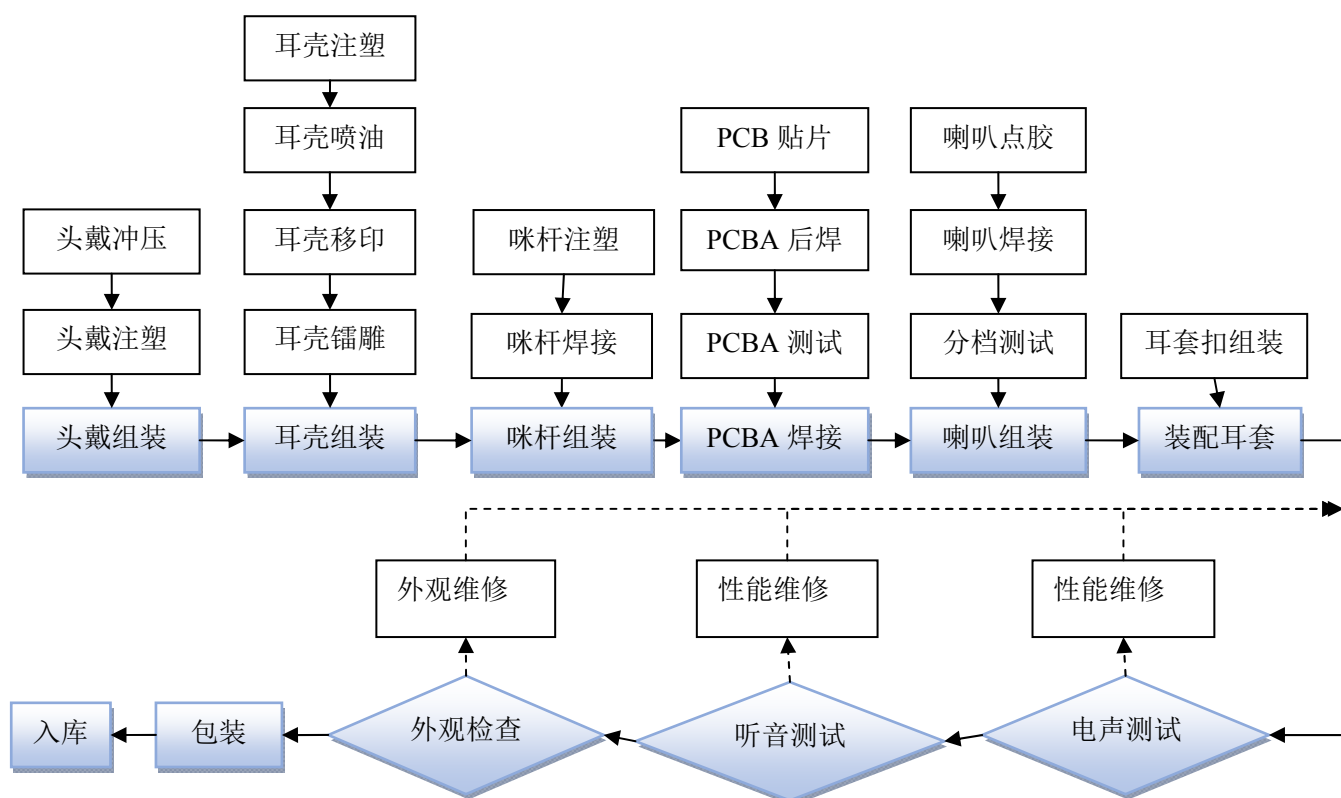 耳壳注塑
耳壳喷油
PCB 贴片
喇叭点胶
头戴冲压
耳壳移印
咪杆注塑
PCBA 后焊
喇叭焊接
头戴注塑
耳壳镭雕
咪杆焊接
PCBA 测试
分档测试
耳套扣组装
头戴组装
耳壳组装
咪杆组装
PCBA 焊接
喇叭组装
装配耳套
外观维修
性能维修
性能维修
入库
包装
外观检查
听音测试
电声测试